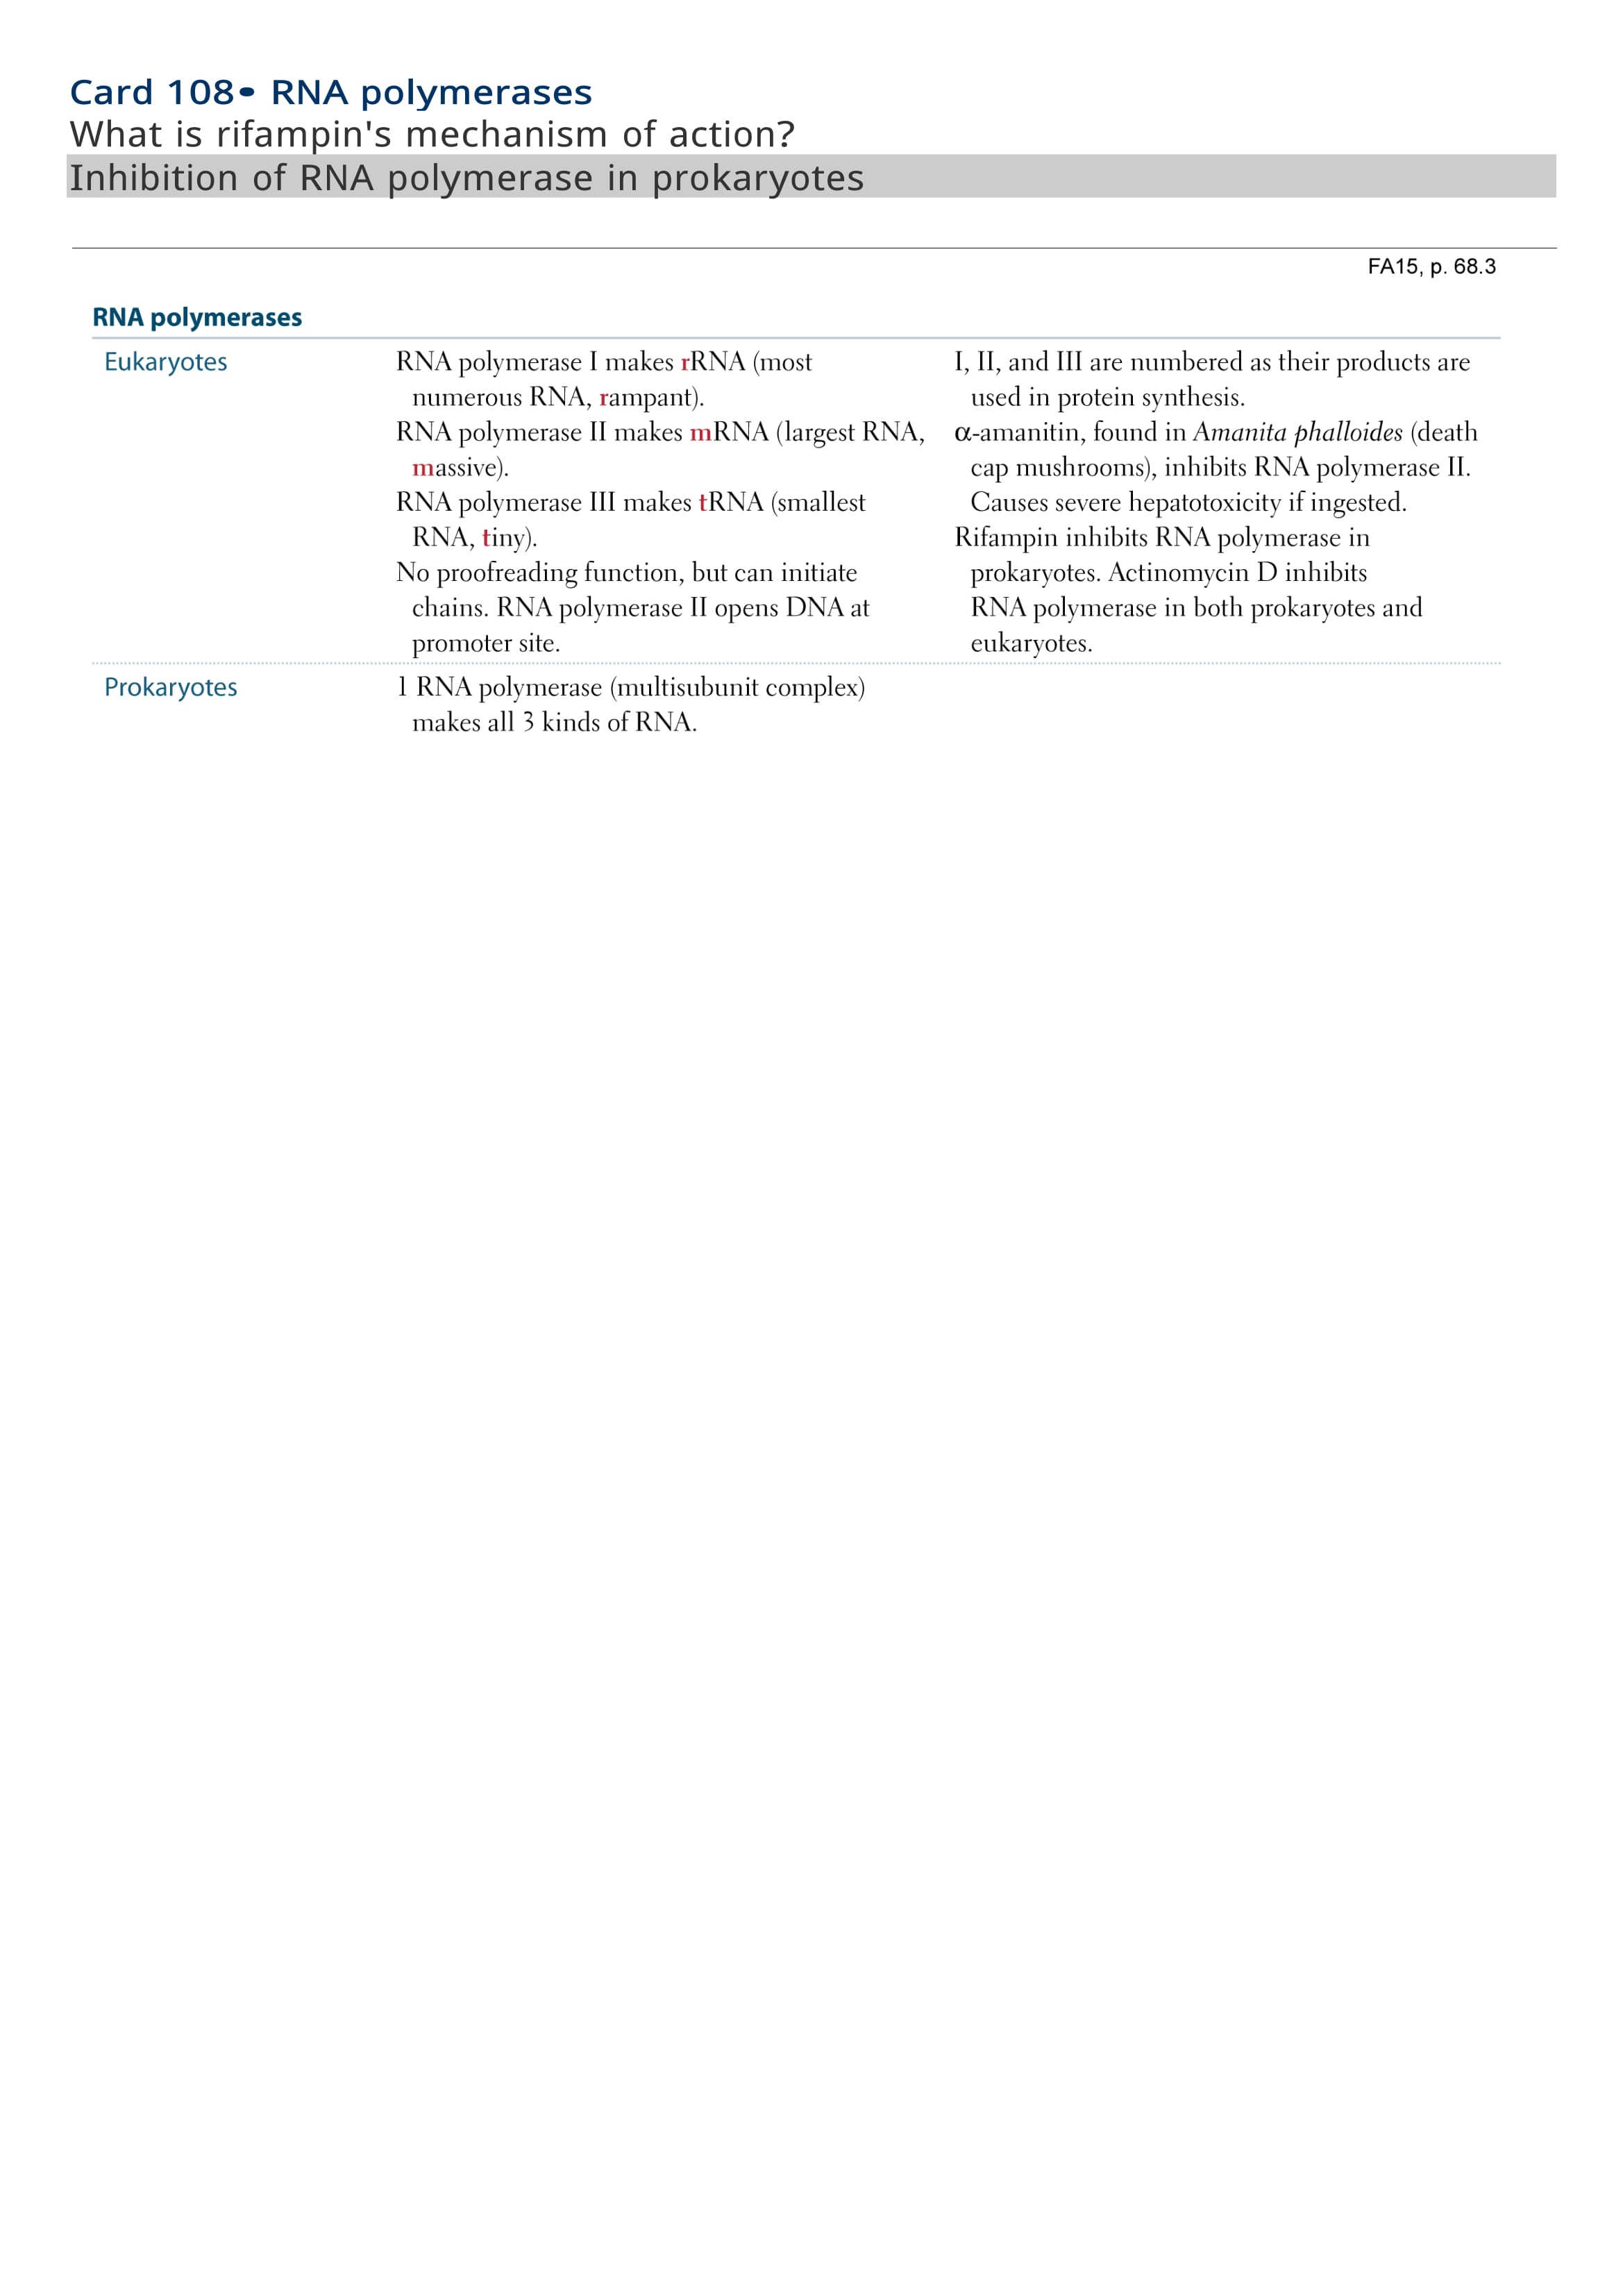 Card 108• RNA polymerases
What is rifampin's mechanism of action?
Inhibition of RNA polymerase in prokaryotes
FA15, p. 68.3
RNA polymerases
Eukaryotes
RNA polymerase I makes rRNA (most
numerous RNA, rampant).
RNA polymerase II makes mRNA (largest RNA,
massive).
RNA polymerase III makes tRNA (smallest
RNA, tiny).
No proofreading function, but can initiate
chains. RNA polymerase II opens DNA at
promoter site.
I, II, and III are numbered as their products are
used in protein synthesis.
α-amanitin, found in Amanita phalloides (death
cap mushrooms), inhibits RNA polymerase II.
Causes severe hepatotoxicity if ingested.
Rifampin inhibits RNA polymerase in
prokaryotes. Actinomycin D inhibits
RNA polymerase in both prokaryotes and
eukaryotes.
Prokaryotes
1 RNA polymerase (multisubunit complex)
makes all 3 kinds of RNA.